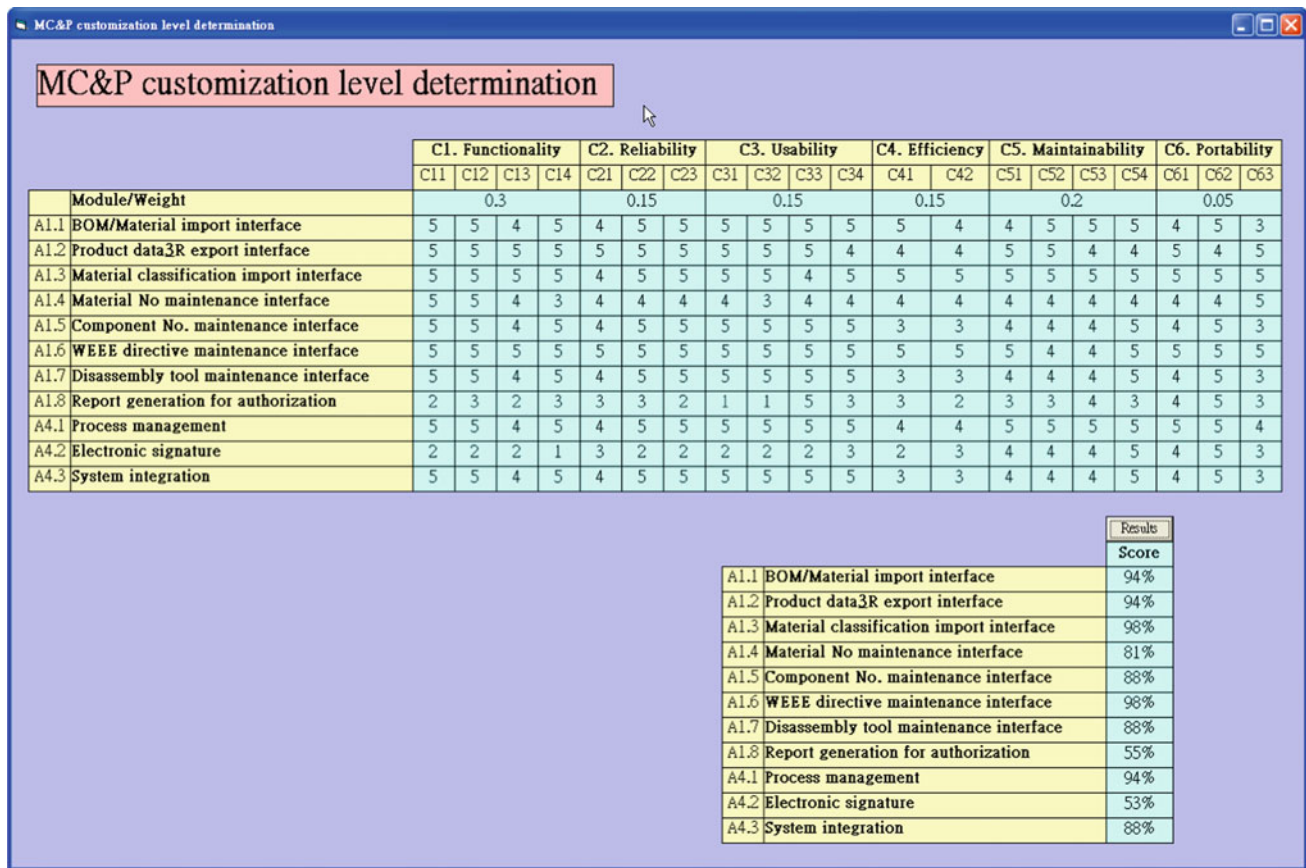 MC&P customization level determination
MC&P customization level determination
C1. Functionality C2. Reliability C3. Usability C4. Efficiency C5. Maintainability C6. Portability
C11 C12 C13 C14 C21 C22 C23 C31 C32 C33 C34 C41 C42 C51 C52 C53 C54 C61 C62 C63
Module/Weight 0.3 0.15 0.15 0.15 0.2 0.05
A1.1 BOM/Material import interface 5 5 4 5 4 5 5 5 5 5 5 5 4 4 5 5 5 4 5 3
A1.2 Product data3R export interface 5 5 5 5 5 5 5 5 5 5 4 4 4 5 5 4 4 5 4 5
A1.3 Material classification import interface 5 5 5 5 4 5 5 5 5 4 5 5 5 5 5 5 5 5 5 5
A1.4 Material No maintenance interface 5 5 4 3 4 4 4 4 3 4 4 4 4 4 4 4 4 4 4 5
A1.5 Component No. maintenance interface 5 5 4 5 4 5 5 5 5 5 5 3 3 4 4 4 5 4 5 3
A1.6 WEEE directive maintenance interface 5 5 5 5 5 5 5 5 5 5 5 5 5 5 4 4 5 5 5 5
A1.7 Disassembly tool maintenance interface 5 5 4 5 4 5 5 5 5 5 5 3 3 4 4 4 5 4 5 3
A1.8 Report generation for authorization 2 3 2 3 3 3 2 1 1 5 3 3 2 3 3 4 3 4 5 3
A4.1 Process management 5 5 4 5 4 5 5 5 5 5 5 4 4 5 5 5 5 5 5 4
A4.2 Electronic signature 2 2 2 1 3 2 2 2 2 2 3 2 3 4 4 4 5 4 5 3
A4.3 System integration 5 5 4 5 4 5 5 5 5 5 5 3 3 4 4 4 5 4 5 3
Results
Score
A1.1 BOM/Material import interface 94%
A1.2 Product data3R export interface 94%
A1.3 Material classification import interface 98%
A1.4 Material No maintenance interface 81%
A1.5 Component No. maintenance interface 88%
A1.6 WEEE directive maintenance interface 98%
A1.7 Disassembly tool maintenance interface 88%
A1.8 Report generation for authorization 55%
A4.1 Process management 94%
A4.2 Electronic signature 53%
A4.3 System integration 88%